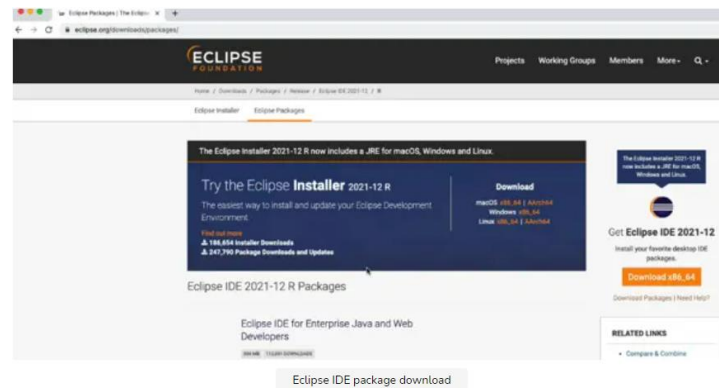 Eclipse Packages | The Eclips
eclipse.org/downloads/packages/
ECLIPSE
FOUNDATION
Projects Working Groups Members More
Home / Downloads / Packages / Release / Eclipse IDE 2021-12 / R
Eclipse Installer Eclipse Packages
The Eclipse Installer 2021-12 R now includes a JRE for macOS, Windows and Linux.
Try the Eclipse Installer 2021-12 R
The easiest way to install and update your Eclipse Development
Environment.
Find out more
186,654 Installer Downloads
247,790 Package Downloads and Updates
Download
macOS x86_64 | AArch64
Windows x86_64
Linux x86_64 | AArch64
The Eclipse Installer 2021-12 R
now includes a JRE for macOS,
Windows and Linux.
Get Eclipse IDE 2021-12
Install your favorite desktop IDE
packages.
Download x86_64
Download Packages | Need Help?
Eclipse IDE 2021-12 R Packages
Eclipse IDE for Enterprise Java and Web
Developers
MB DOWNLOADS
RELATED LINKS
Compare & Combine
Eclipse IDE package download